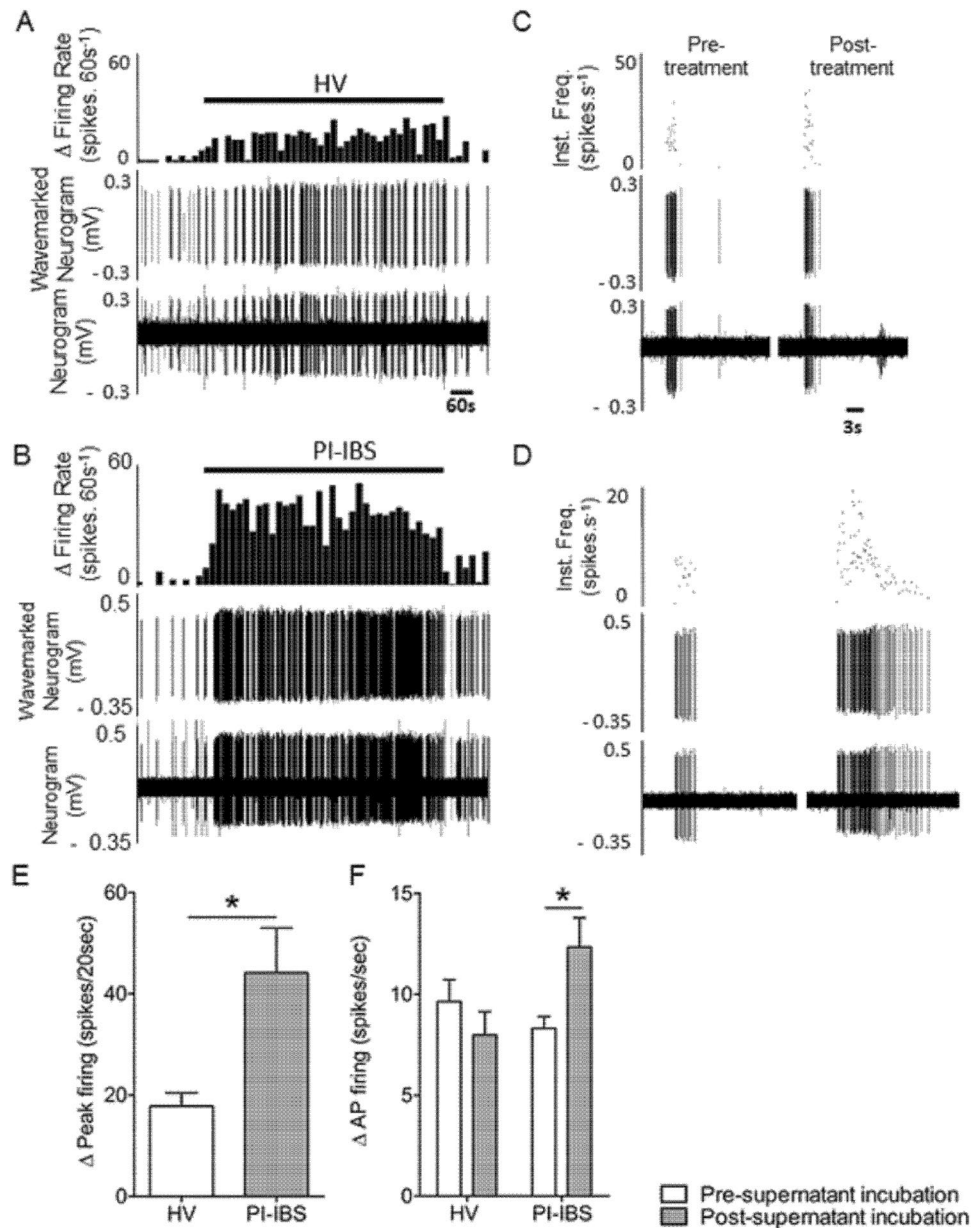 A
Δ Firing Rate
(spikes. 60s-1)
60
0
HV
Wavemarked
Neurogram
(mV)
0.3
- 0.3
Neurogram
(mV)
0.3
- 0.3
60s
C
Pre-
treatment
Post-
treatment
Inst. Freq.
(spikes.s-1)
50
0
0.3
-0.3
0.3
- 0.3
3s
B
Δ Firing Rate
(spikes. 60s-1)
60
0
PI-IBS
Wavemarked
Neurogram
(mV)
0.5
- 0.35
Neurogram
(mV)
0.5
- 0.35
D
Inst. Freq.
(spikes.s-1)
20
0
0.5
-0.35
0.5
- 0.35
E
Δ Peak firing (spikes/20sec)
60
40
20
0
*
HV
PI-IBS
F
Δ AP firing (spikes/sec)
15
10
5
0
*
HV
PI-IBS
Pre-supernatant incubation
Post-supernatant incubation